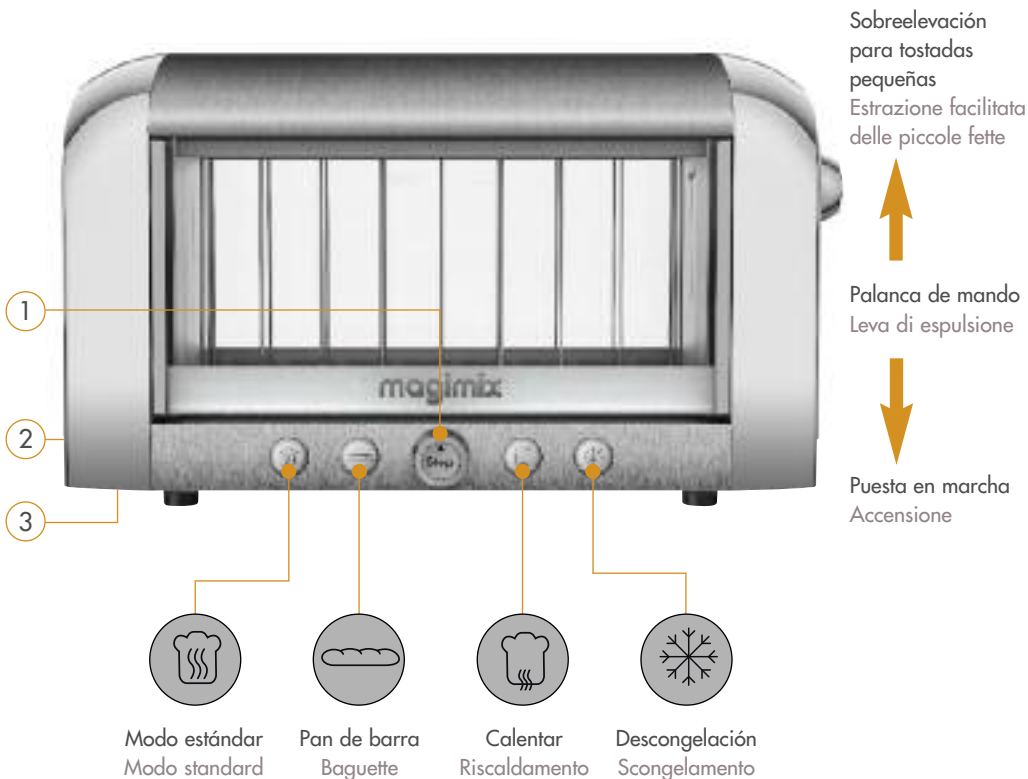 Sobreelevación
para tostadas
pequeñas
Estrazione facilitata
delle piccole fette
Palanca de mando
Leva di espulsione
Puesta en marcha
Accensione
magimix
1
2
3
Stop
Modo estándar
Modo standard
Pan de barra
Baguette
Calentar
Riscaldamento
Descongelación
Scongelamento